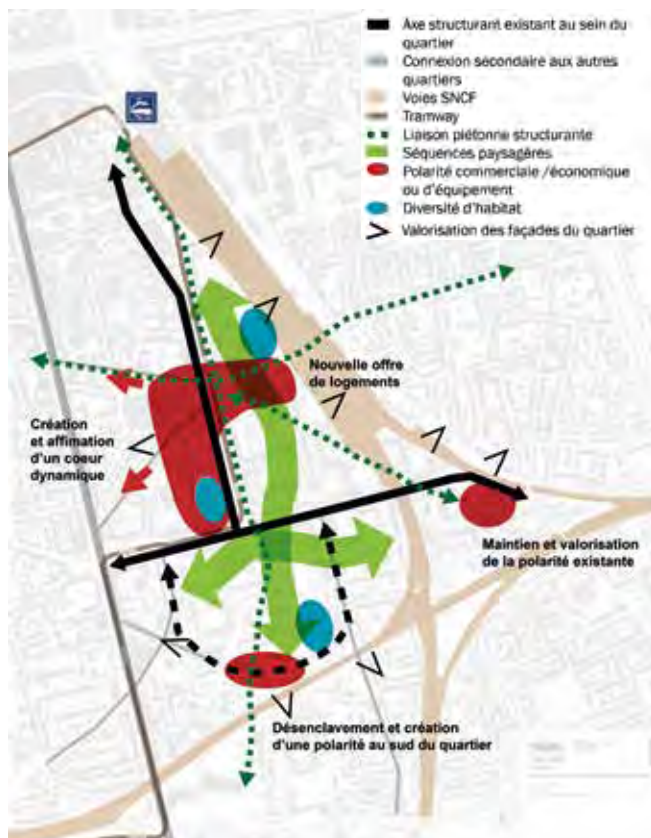 Axe structurant existant au sein du
quartier
Connexion secondaire aux autres
quartiers
Voies SNCF
Tramway
Liaison piétonne structurante
Séquences paysagères
Polarité commerciale /économique
ou d'équipement
Diversité d'habitat
Valorisation des façades du quartier
Nouvelle offre
de logements
Création
et affimation
d'un coeur
dynamique
Maintien et valorisation
de la polarité existante
Désenclavement et création
d'une polarité au sud du quartier